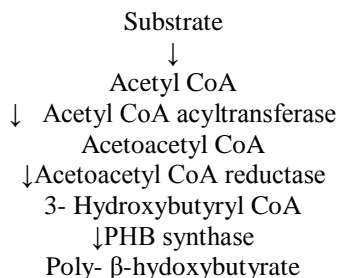 Substrate
↓
Acetyl CoA
↓ Acetyl CoA acyltransferase
Acetoacetyl CoA
↓Acetoacetyl CoA reductase
3- Hydroxybutyryl CoA
↓PHB synthase
Poly- β-hydoxybutyrate